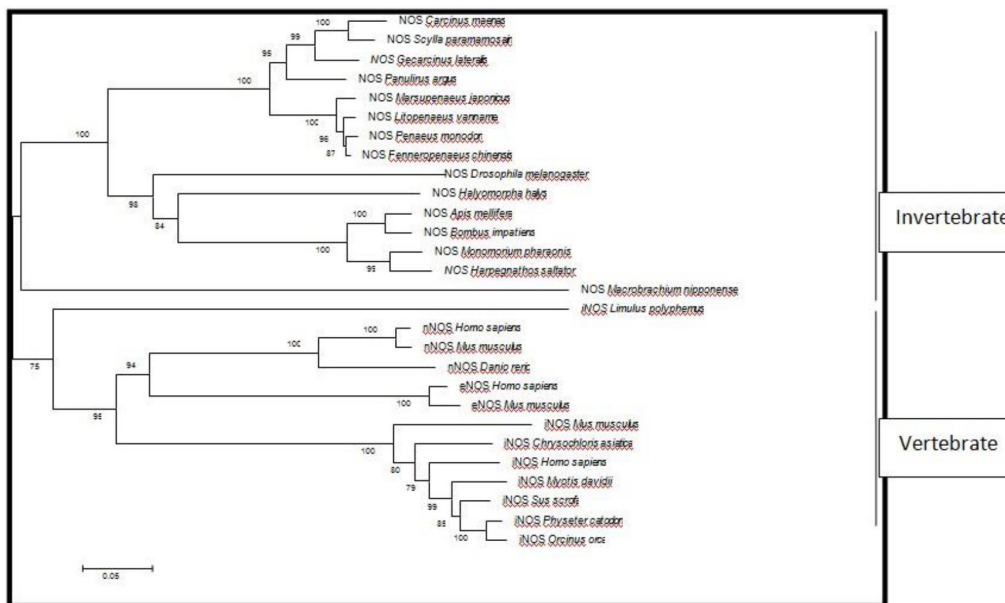 NOS Carcinus maenas
100
NOS Scylla paramamosain
99
NOS Gecarcinus lateralis
95
NOS Panulirus argus
100
NOS Marsupenaeus japonicus
100
NOS Litopenaeus vanname
96
NOS Penaeus monodon
87
NOS Fenneropenaeus chinensis
100
NOS Drosophila melanogaster
98
NOS Halyomorpha halys
84
NOS Apis mellifera
100
NOS Bombus impatiens
100
NOS Monomorium pharaonis
95
NOS Harpegnathos saltator
Invertebrate
NOS Macrobrachium nipponense
iNOS Limulus polyphemus
75
nNOS Homo sapiens
100
nNOS Mus musculus
100
nNOS Danio reric
94
eNOS Homo sapiens
100
eNOS Mus musculus
95
iNOS Mus musculus
100
iNOS Chrysochloris asiatica
80
iNOS Homo sapiens
79
iNOS Myotis davidii
99
iNOS Sus scrofa
85
iNOS Physeter catodon
100
iNOS Orcinus orca
Vertebrate
0.05